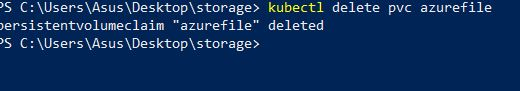 PS C:\Users\Asus\Desktop\storage> kubectl delete pvc azurefile
persistentvolumeclaim "azurefile" deleted
PS C:\Users\Asus\Desktop\storage>